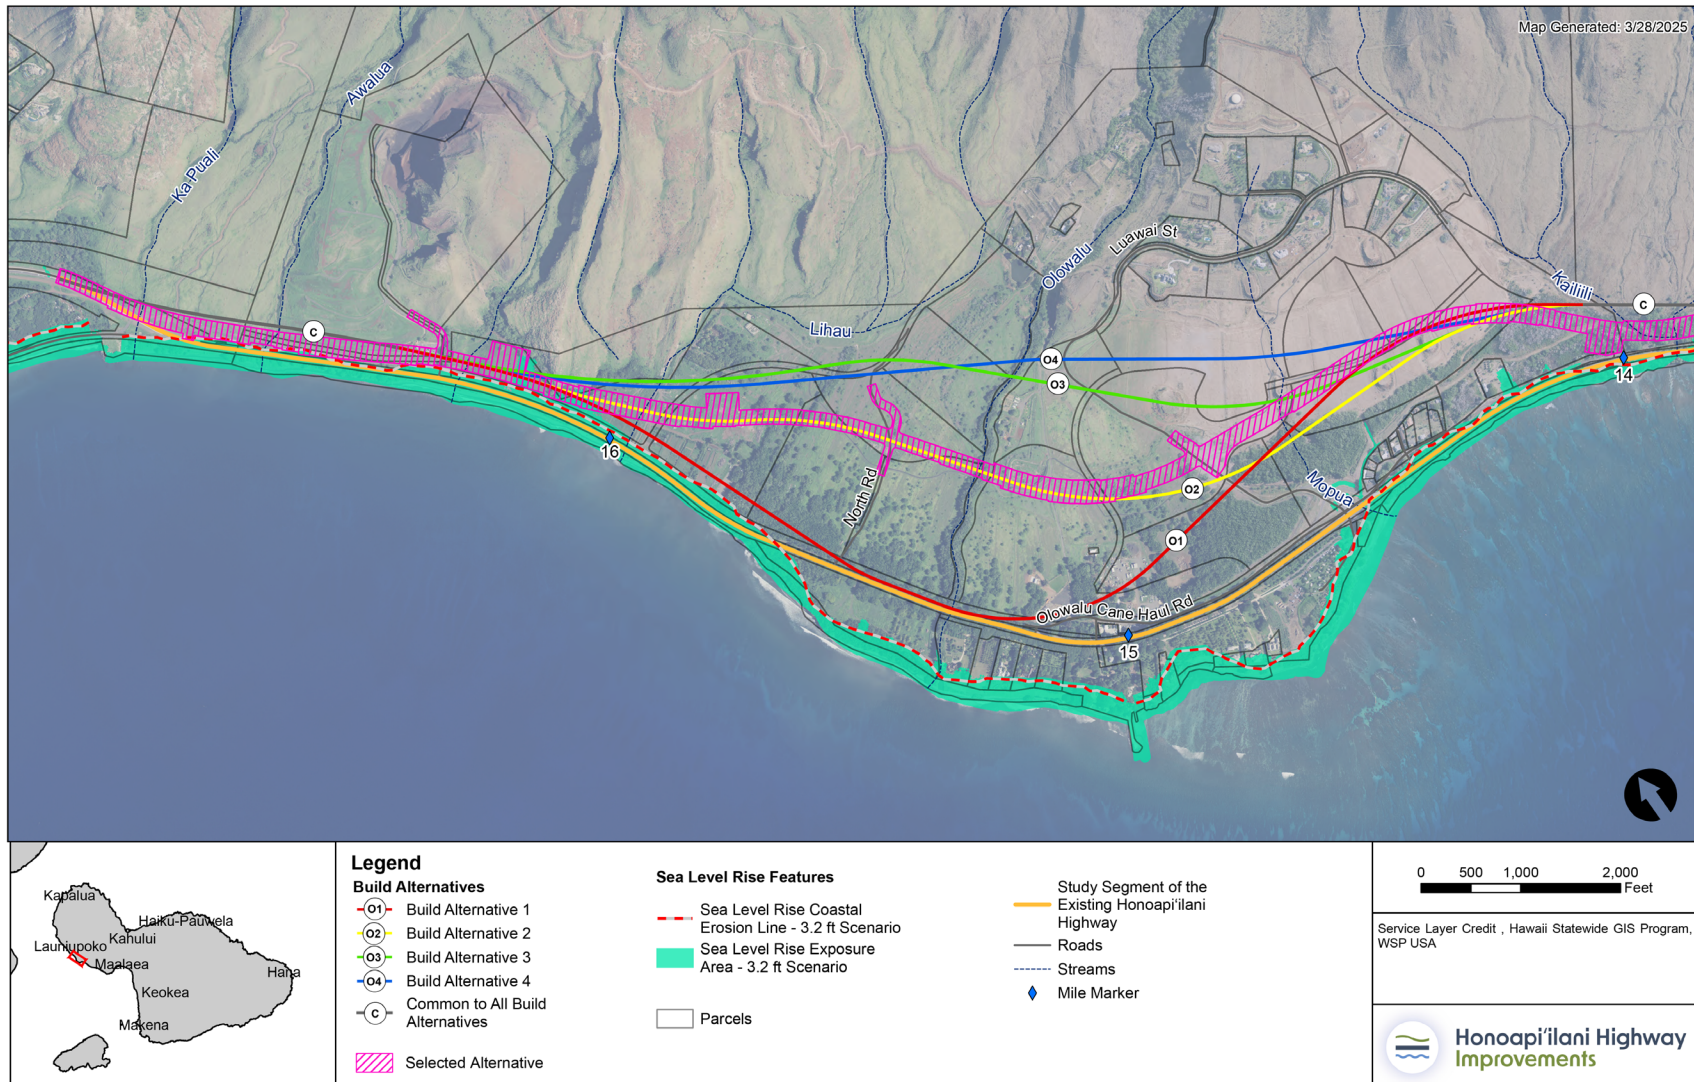 Map Generated: 3/28/2025
Ka Puali
Awalua
Lihau
Olowalu
Luawai St
Kailiili
Mopua
North Rd
Olowalu Cane Haul Rd
C
O4
O3
O2
O1
C
16
15
14
Kapalua
Haiku-Pauwela
Kahului
Launiupoko
Maalaea
Hana
Keokea
Makena
Legend
Build Alternatives
O1 Build Alternative 1
O2 Build Alternative 2
O3 Build Alternative 3
O4 Build Alternative 4
C Common to All Build
Alternatives
Selected Alternative
Sea Level Rise Features
Sea Level Rise Coastal
Erosion Line - 3.2 ft Scenario
Sea Level Rise Exposure
Area - 3.2 ft Scenario
Parcels
Study Segment of the
Existing Honoapiʻilani
Highway
Roads
Streams
Mile Marker
0 500 1,000 2,000
Feet
Service Layer Credit , Hawaii Statewide GIS Program,
WSP USA
Honoapiʻilani Highway
Improvements